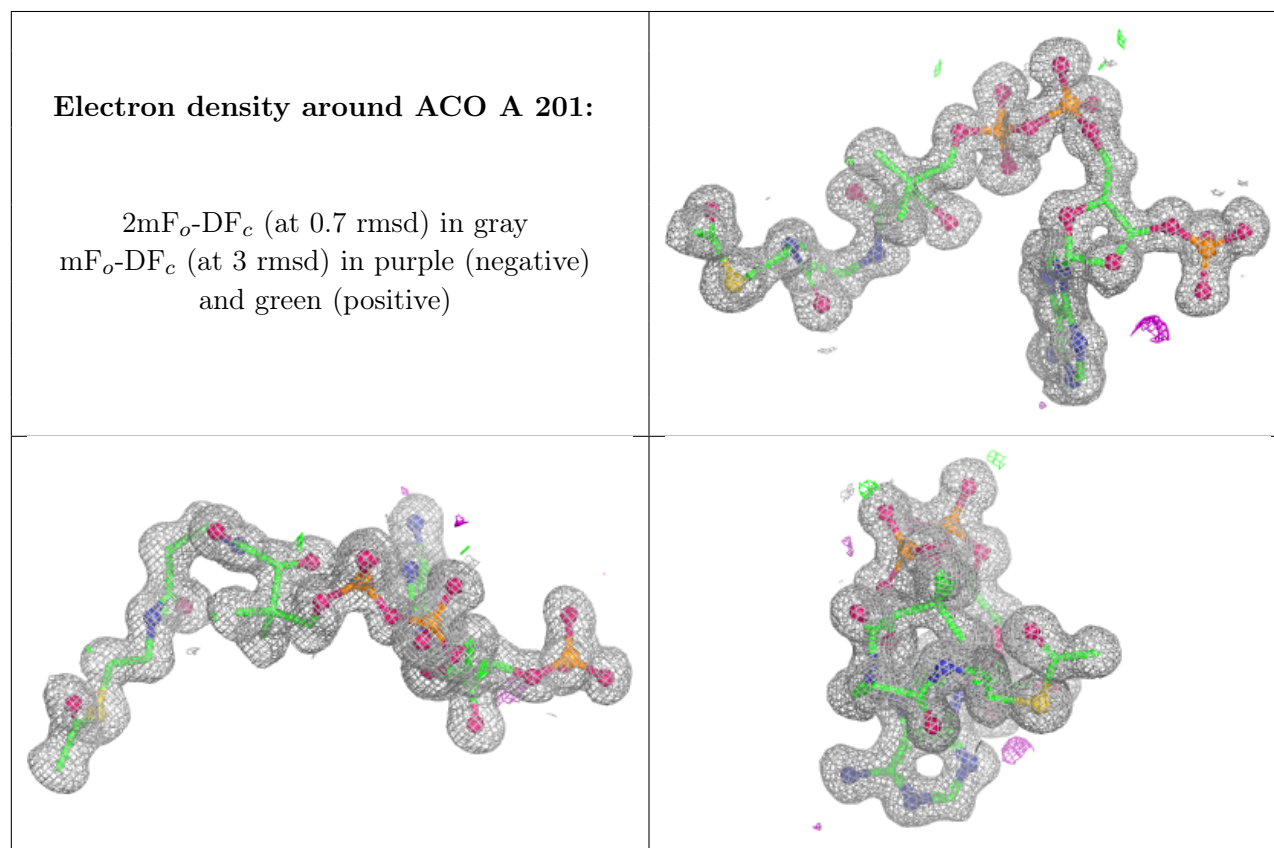 Electron density around ACO A 201:
2mFo-DFc (at 0.7 rmsd) in gray
mFo-DFc (at 3 rmsd) in purple (negative)
and green (positive)